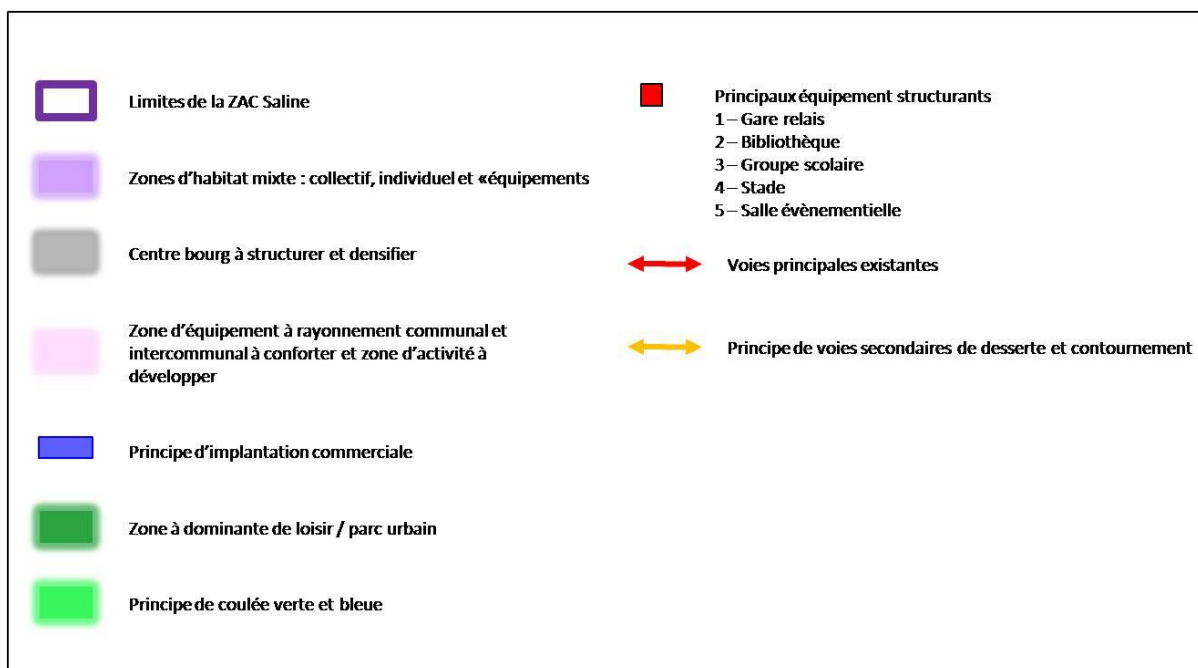 Limites de la ZAC Saline
Zones d'habitat mixte : collectif, individuel et «équipements
Centre bourg à structurer et densifier
Zone d'équipement à rayonnement communal et
intercommunal à conforter et zone d'activité à
développer
Principe d'implantation commerciale
Zone à dominante de loisir / parc urbain
Principe de coulée verte et bleue
Principaux équipement structurants
1 – Gare relais
2 – Bibliothèque
3 – Groupe scolaire
4 – Stade
5 – Salle évènementielle
Voies principales existantes
Principe de voies secondaires de desserte et contournement